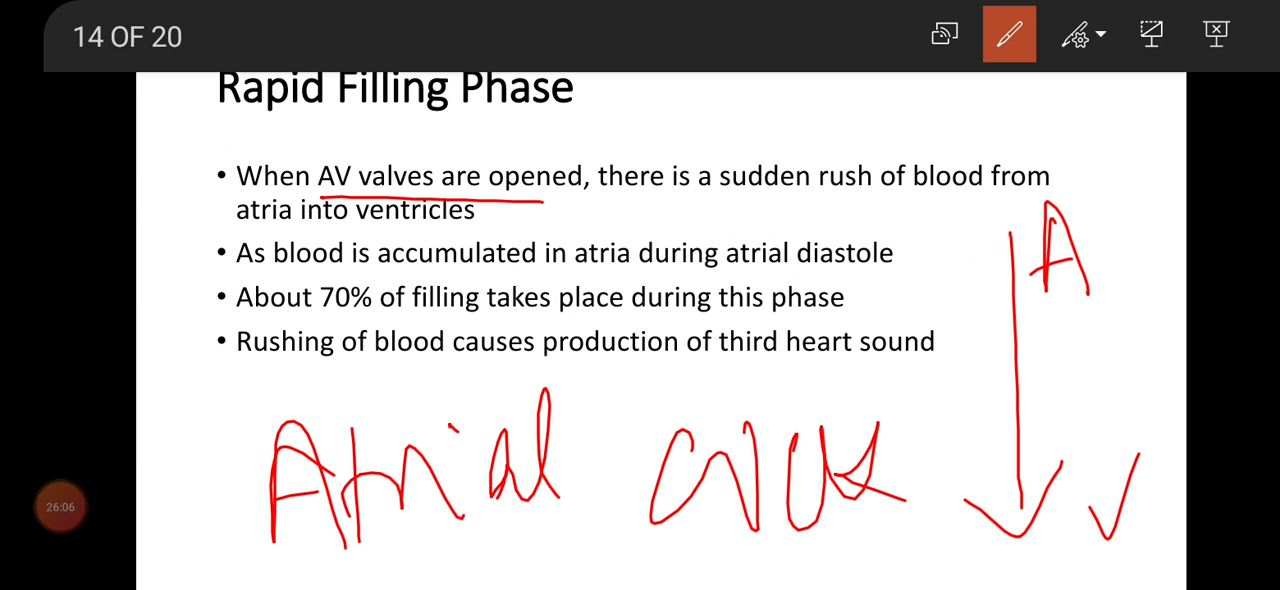 14 OF 20
Rapid Filling Phase
• When AV valves are opened, there is a sudden rush of blood from
atria into ventricles
• As blood is accumulated in atria during atrial diastole
• About 70% of filling takes place during this phase
• Rushing of blood causes production of third heart sound
A
Atrial
V
26:06